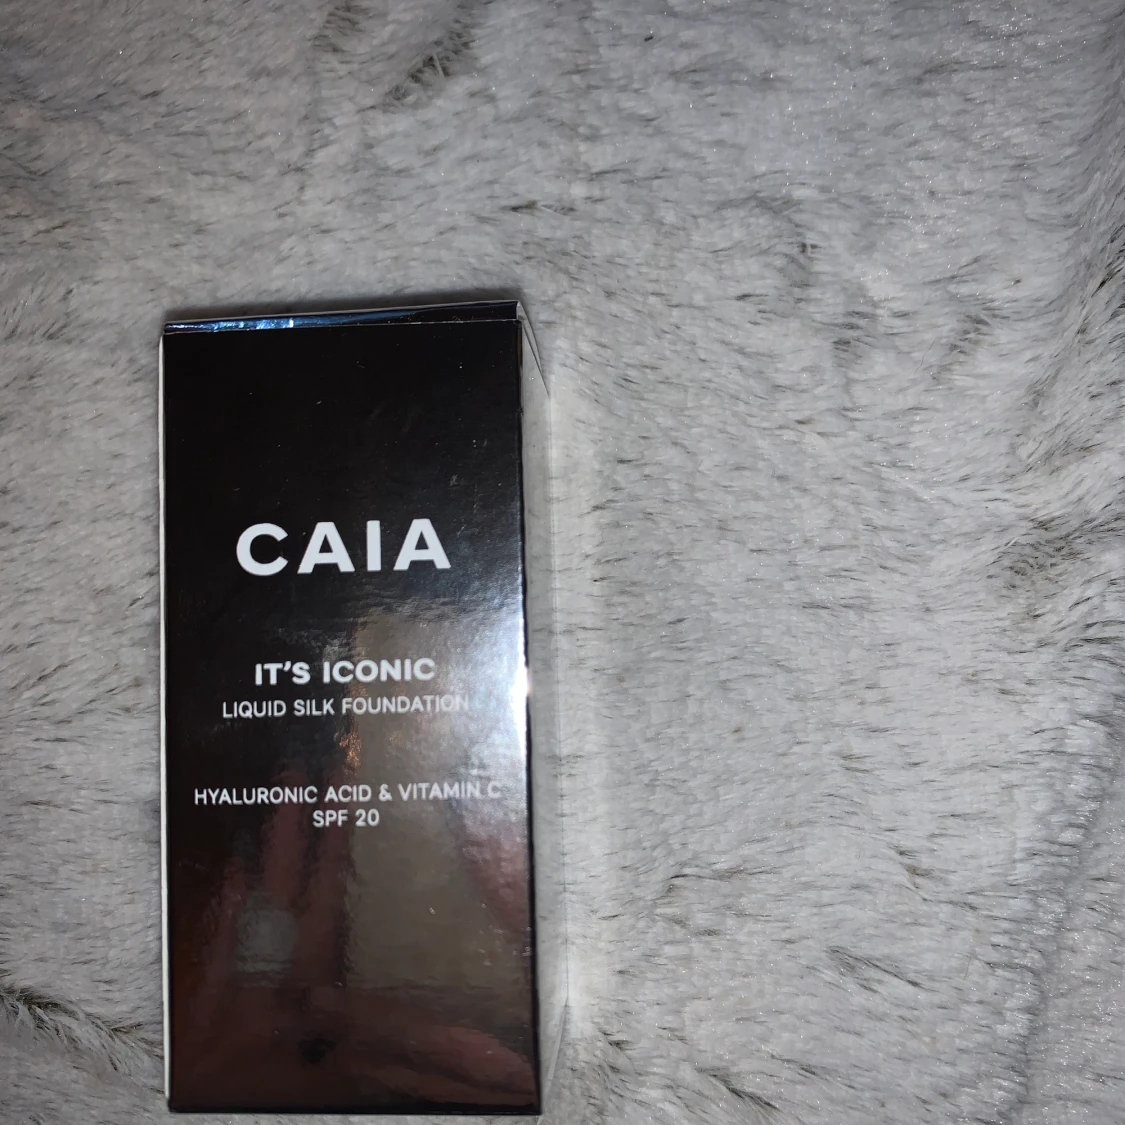 CAIA
IT'S ICONIC
LIQUID SILK FOUNDATION
HYALURONIC ACID & VITAMIN C
SPF 20